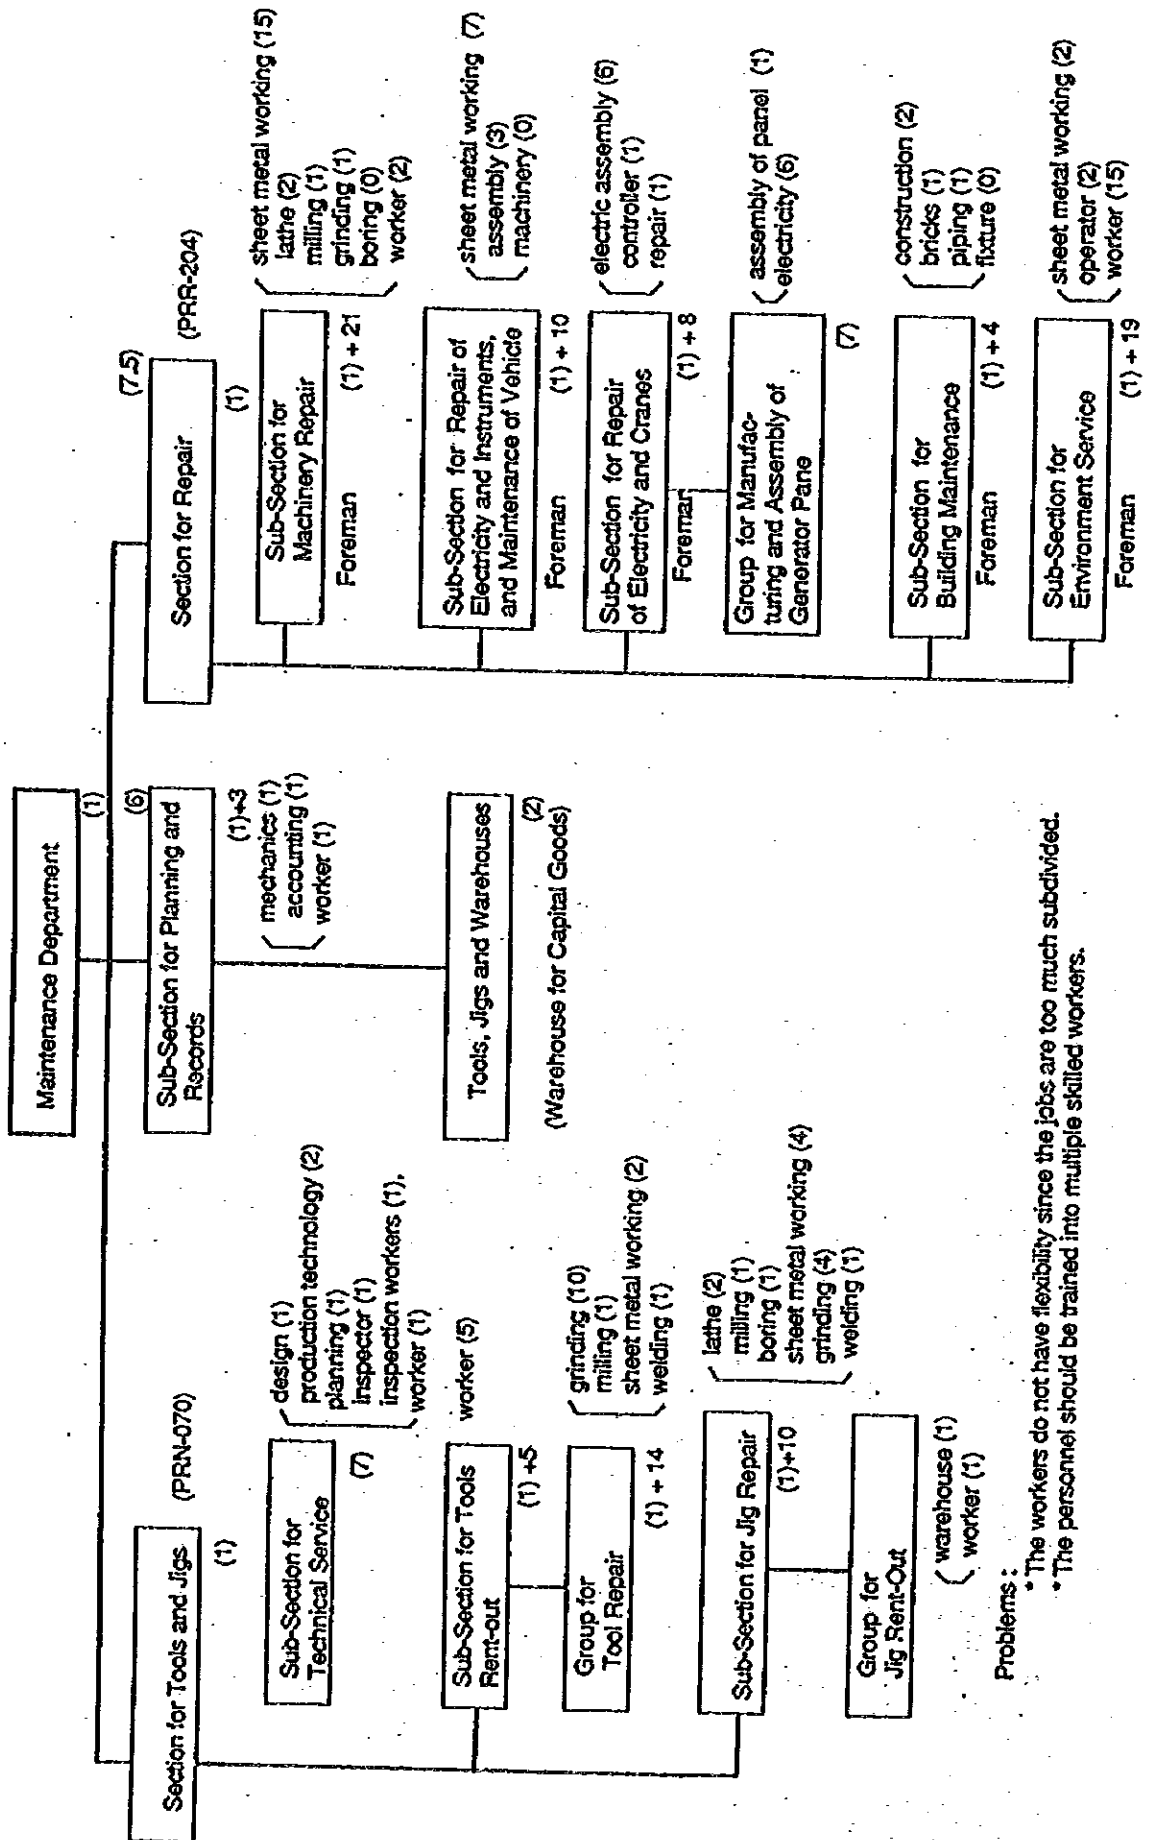 Maintenance Department
(1)
Section for Tools and Jigs
(PRN-070)
(1)
Sub-Section for
Technical Service
(7)
design (1)
production technology (2)
planning (1)
inspector (1)
inspection workers (1),
worker (1)
Sub-Section for Tools
Rent-out
(1) +5
worker (5)
Group for
Tool Repair
(1) + 14
grinding (10)
milling (1)
sheet metal working (2)
welding (1)
Sub-Section for Jig Repair
(1)+10
lathe (2)
milling (1)
boring (1)
sheet metal working (4)
grinding (4)
welding (1)
Group for
Jig Rent-Out
warehouse (1)
worker (1)
(6)
Sub-Section for Planning and
Records
(1)+3
mechanics (1)
accounting (1)
worker (1)
Tools, Jigs and Warehouses
(2)
(Warehouse for Capital Goods)
(7.5)
Section for Repair
(PRR-204)
(1)
Sub-Section for
Machinery Repair
Foreman (1) + 21
sheet metal working (15)
lathe (2)
milling (1)
grinding (1)
boring (0)
worker (2)
Sub-Section for Repair of
Electricity and Instruments,
and Maintenance of Vehicle
Foreman (1) + 10
sheet metal working (7)
assembly (3)
machinery (0)
Sub-Section for Repair
of Electricity and Cranes
Foreman (1) + 8
electric assembly (6)
controller (1)
repair (1)
Group for Manufac-
turing and Assembly of
Generator Pane
(7)
assembly of panel (1)
electricity (6)
Sub-Section for
Building Maintenance
Foreman (1) + 4
construction (2)
bricks (1)
piping (1)
fixture (0)
Sub-Section for
Environment Service
Foreman (1) + 19
sheet metal working (2)
operator (2)
worker (15)
Problems :
* The workers do not have flexibility since the jobs are too much subdivided.
* The personnel should be trained into multiple skilled workers.